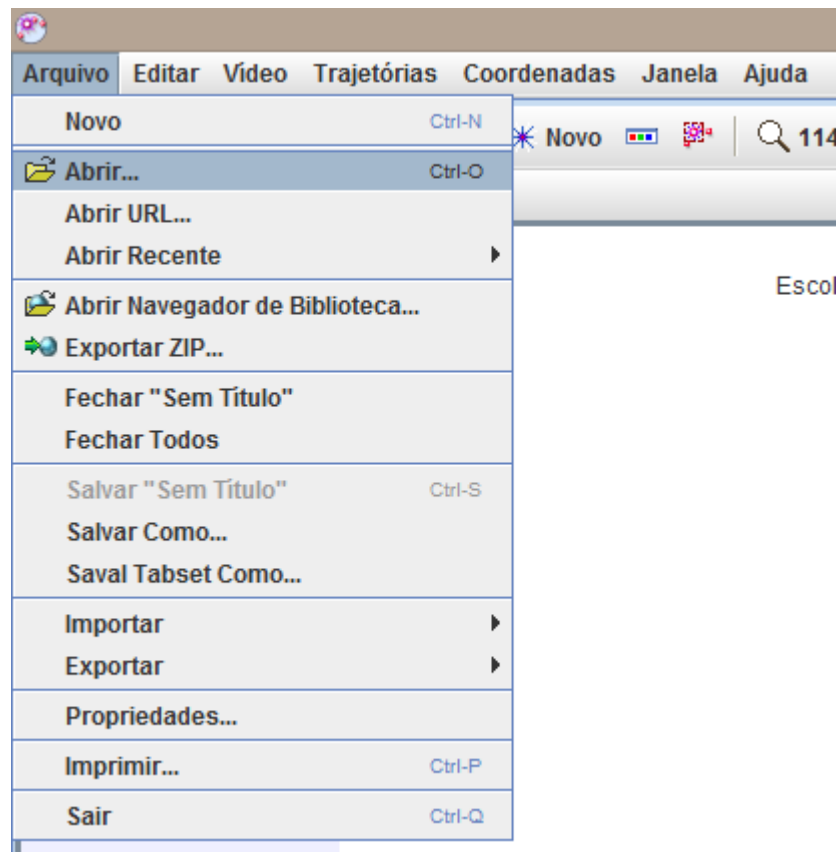 Arquivo Editar Vídeo Trajetórias Coordenadas Janela Ajuda
Novo Ctrl-N
Novo 114
Abrir... Ctrl-O
Abrir URL...
Abrir Recente
Escol
Abrir Navegador de Biblioteca...
Exportar ZIP...
Fechar "Sem Título"
Fechar Todos
Salvar "Sem Título" Ctrl-S
Salvar Como...
Saval Tabset Como...
Importar
Exportar
Propriedades...
Imprimir... Ctrl-P
Sair Ctrl-Q